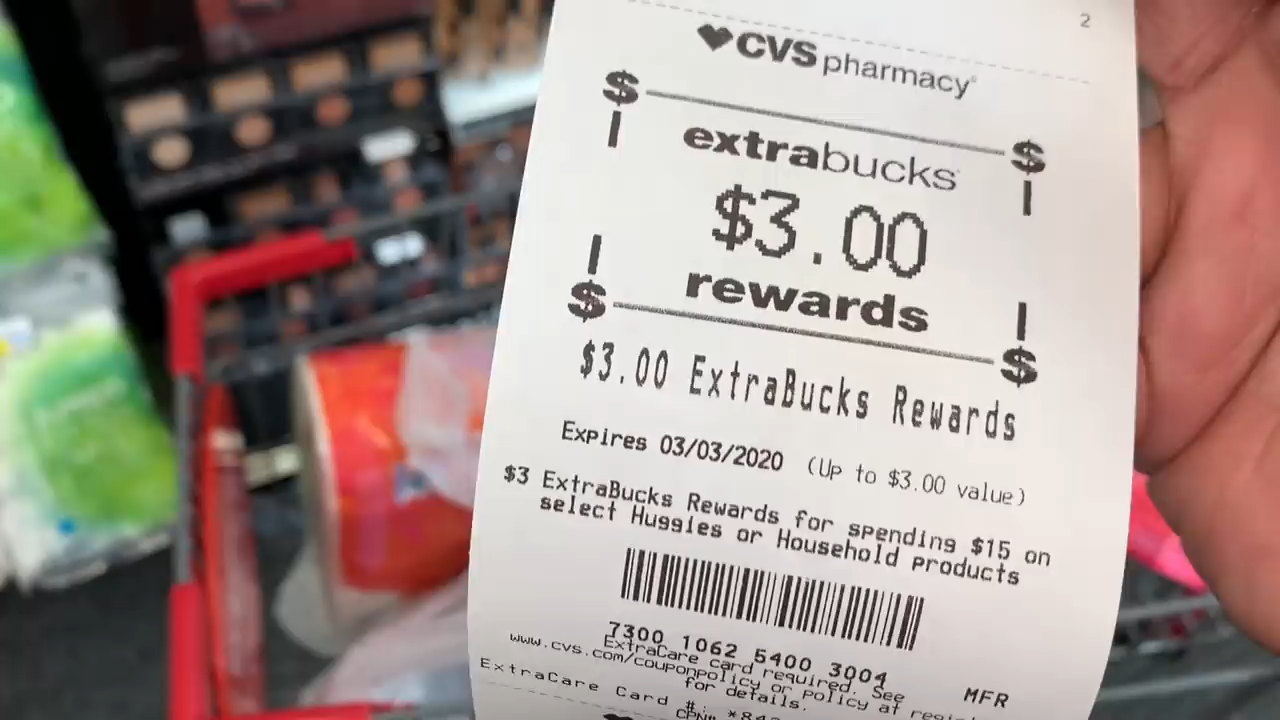 2
CVS pharmacy®
$ $
extrabucks
$3.00
rewards
$ $
$3.00 ExtraBucks Rewards
Expires 03/03/2020 (Up to $3.00 value)
$3 ExtraBucks Rewards for spending $15 on
select Huggies or Household products
7300 1062 5400 3004
ExtraCare card required. See
www.cvs.com/couponpolicy or policy at
for details.
MFR
ExtraCare Card #:
CPN#